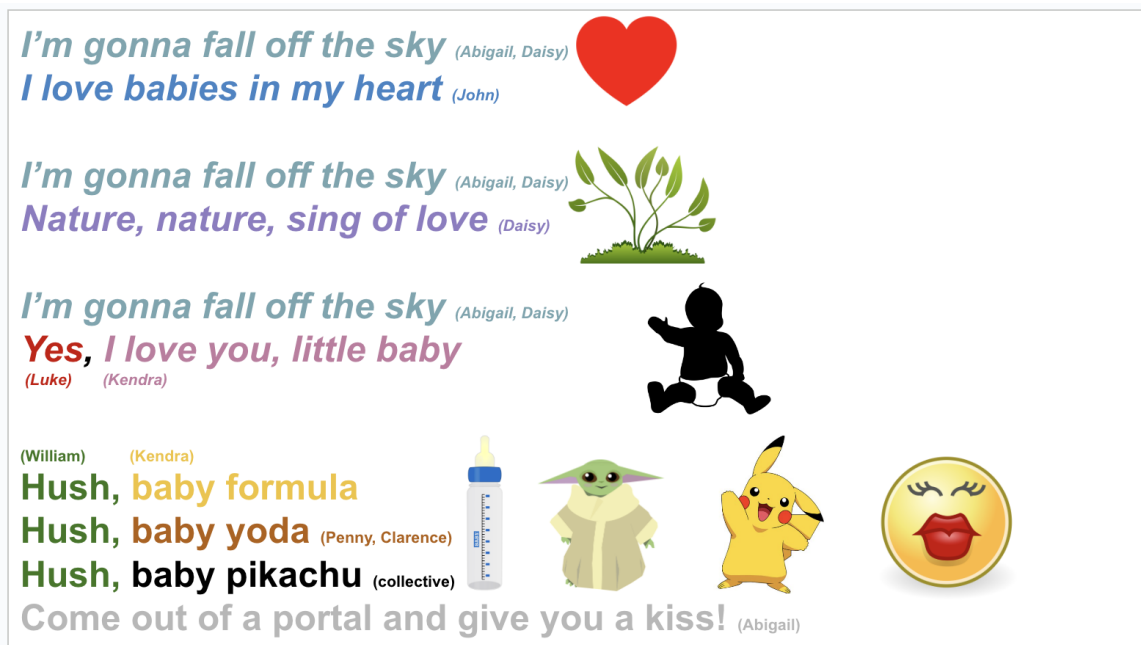 I'm gonna fall off the sky (Abigail, Daisy)
I love babies in my heart (John)
I'm gonna fall off the sky (Abigail, Daisy)
Nature, nature, sing of love (Daisy)
I'm gonna fall off the sky (Abigail, Daisy)
Yes, I love you, little baby
(Luke) (Kendra)
(William) (Kendra)
Hush, baby formula
Hush, baby yoda (Penny, Clarence)
Hush, baby pikachu (collective)
Come out of a portal and give you a kiss! (Abigail)